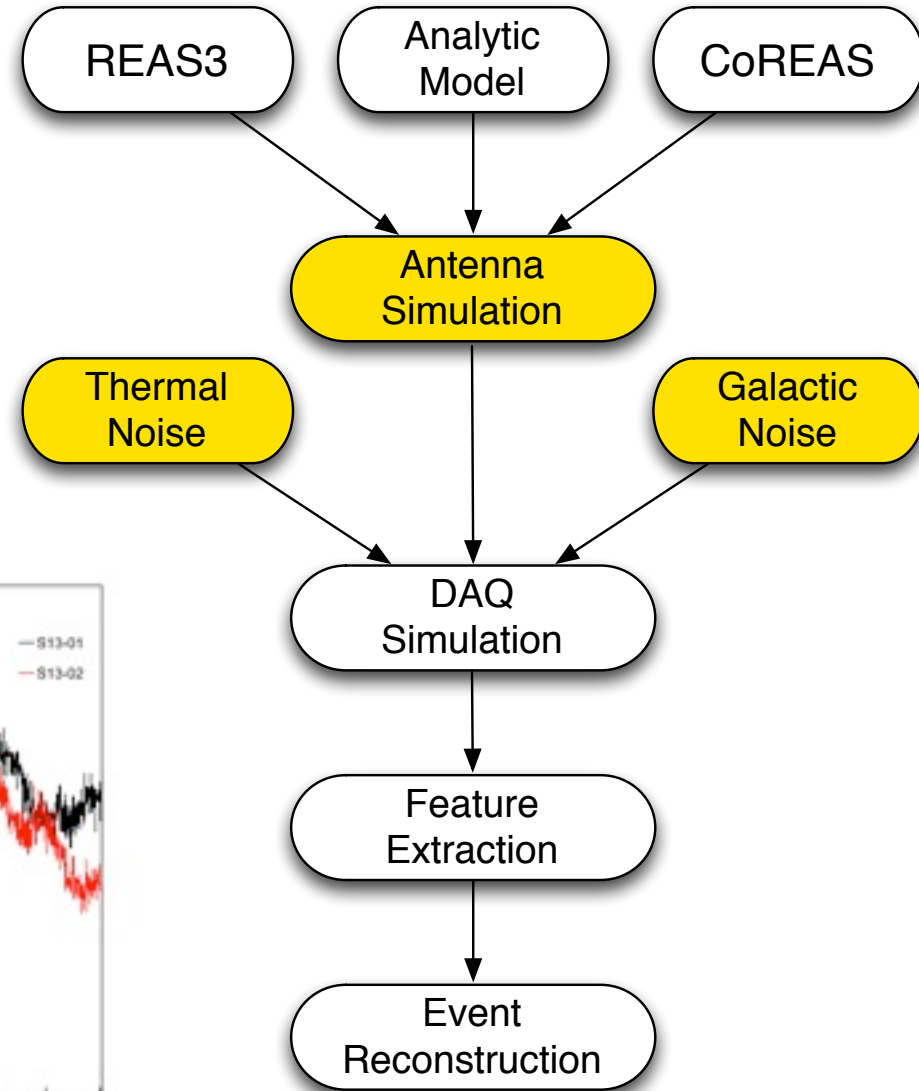 REAS3
Analytic
Model
CoREAS
Antenna
Simulation
Thermal
Noise
Galactic
Noise
DAQ
Simulation
S13-01
S13-02
Feature
Extraction
Event
Reconstruction